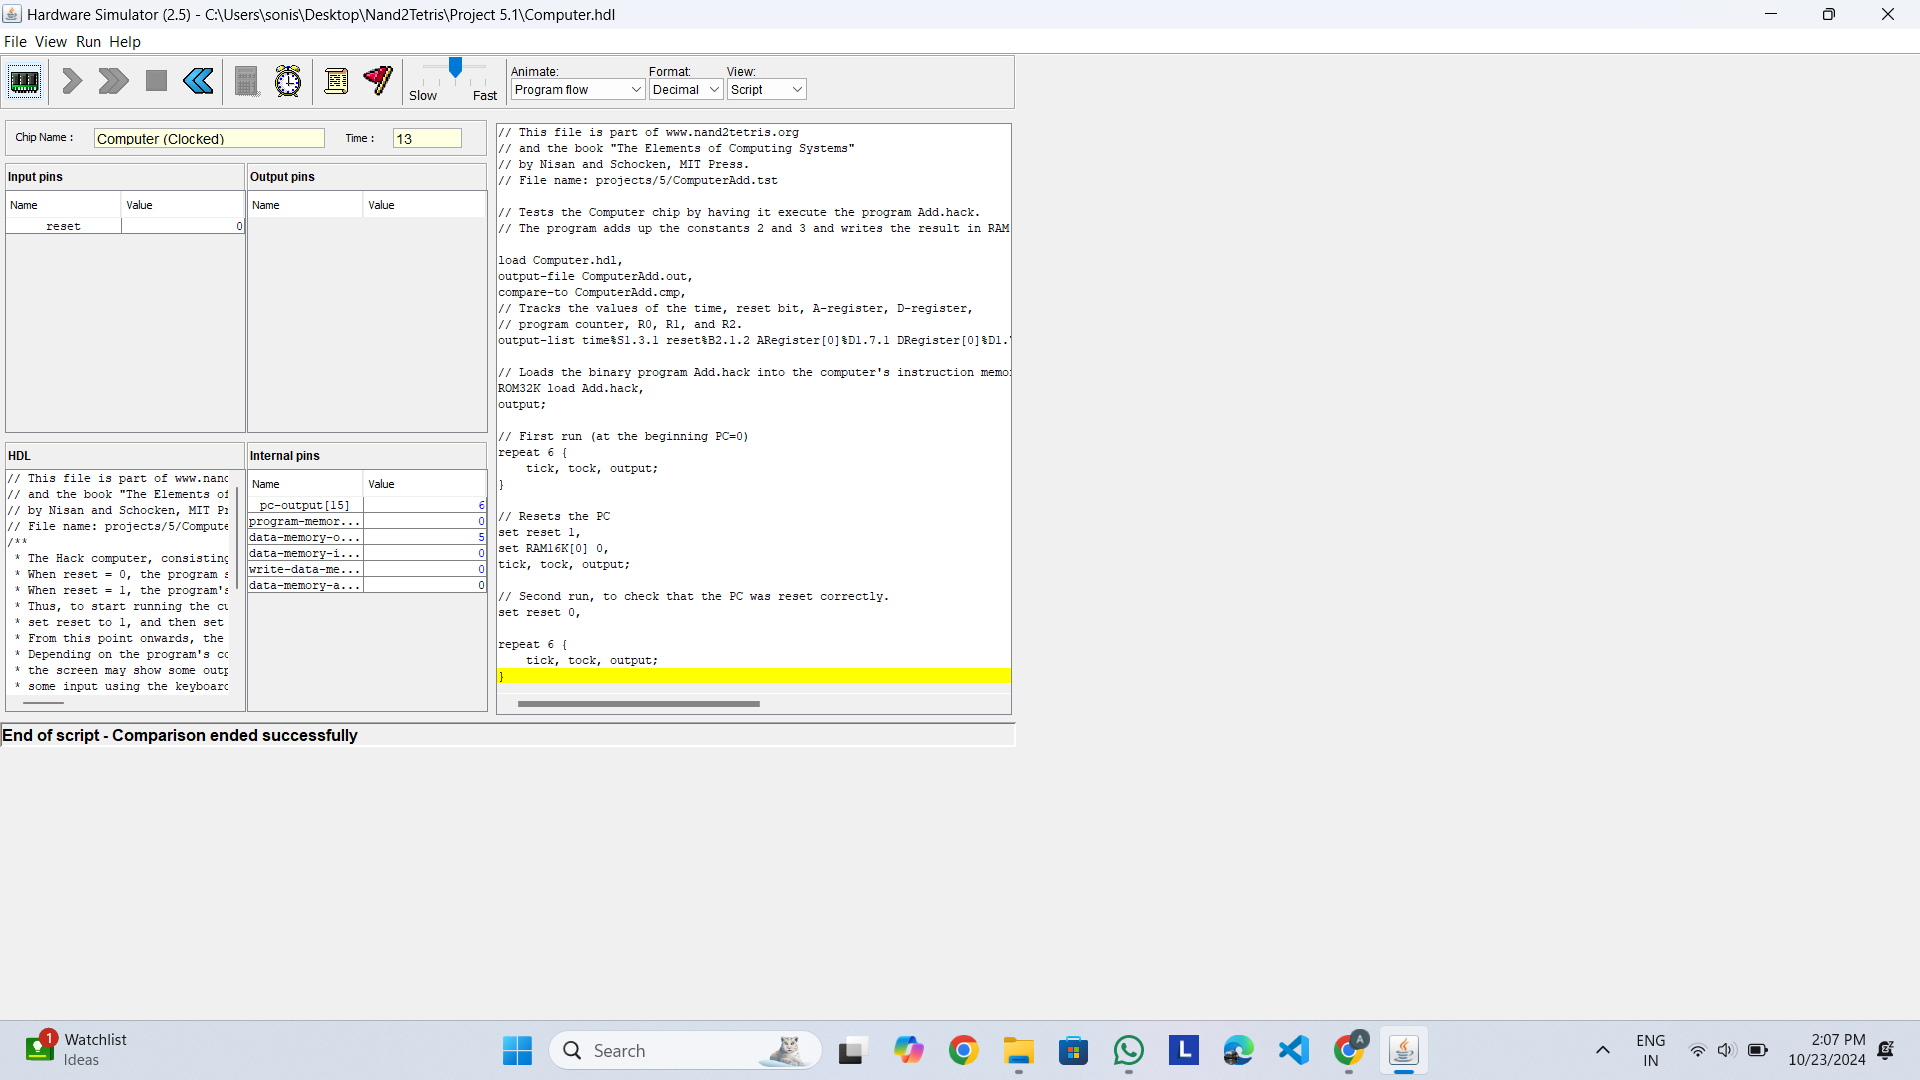 Hardware Simulator (2.5) - C:\Users\sonis\Desktop\Nand2Tetris\Project 5.1\Computer.hdl
File View Run Help
Slow Fast
Animate: Format: View:
Program flow Decimal Script
Chip Name : Computer (Clocked) Time : 13
Input pins
Name Value
reset 0
Output pins
Name Value
HDL
// This file is part of www.nand
// and the book "The Elements of
// by Nisan and Schocken, MIT Pr
// File name: projects/5/Compute
/**
* The Hack computer, consisting
* When reset = 0, the program s
* When reset = 1, the program's
* Thus, to start running the cu
* set reset to 1, and then set
* From this point onwards, the
* Depending on the program's co
* the screen may show some outp
* some input using the keyboard
Internal pins
Name Value
pc-output[15] 6
program-memor... 0
data-memory-o... 5
data-memory-i... 0
write-data-me... 0
data-memory-a... 0
// This file is part of www.nand2tetris.org
// and the book "The Elements of Computing Systems"
// by Nisan and Schocken, MIT Press.
// File name: projects/5/ComputerAdd.tst
// Tests the Computer chip by having it execute the program Add.hack.
// The program adds up the constants 2 and 3 and writes the result in RAM
load Computer.hdl,
output-file ComputerAdd.out,
compare-to ComputerAdd.cmp,
// Tracks the values of the time, reset bit, A-register, D-register,
// program counter, R0, R1, and R2.
output-list time%S1.3.1 reset%B2.1.2 ARegister[0]%D1.7.1 DRegister[0]%D1.
// Loads the binary program Add.hack into the computer's instruction memo
ROM32K load Add.hack,
output;
// First run (at the beginning PC=0)
repeat 6 {
tick, tock, output;
}
// Resets the PC
set reset 1,
set RAM16K[0] 0,
tick, tock, output;
// Second run, to check that the PC was reset correctly.
set reset 0,
repeat 6 {
tick, tock, output;
}
End of script - Comparison ended successfully
1
Watchlist
Ideas
Search
L
A
ENG
IN
2:07 PM
10/23/2024